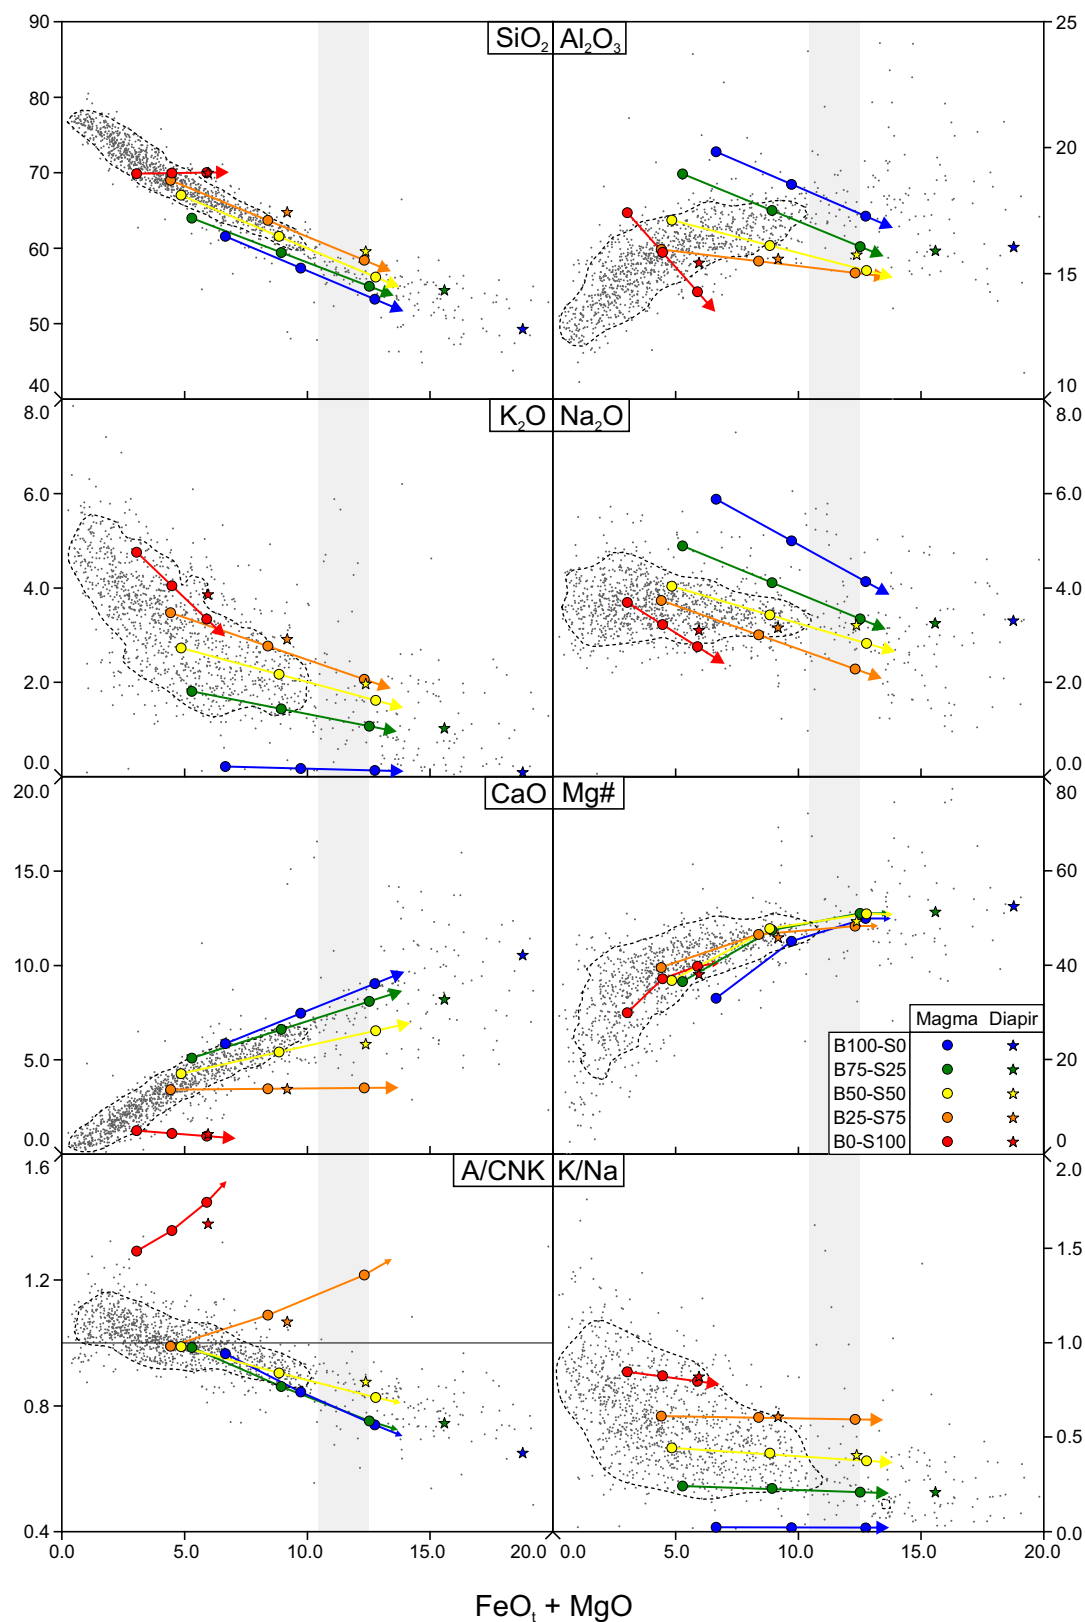 90
80
70
60
50
40
SiO₂
Al₂O₃
25
20
15
10
8.0
6.0
4.0
2.0
0.0
K₂O
Na₂O
8.0
6.0
4.0
2.0
0.0
20.0
15.0
10.0
5.0
0.0
CaO
Mg#
80
60
40
20
0
Magma Diapir
B100-S0
B75-S25
B50-S50
B25-S75
B0-S100
1.6
1.2
0.8
0.4
A/CNK
K/Na
2.0
1.5
1.0
0.5
0.0
0.0 5.0 10.0 15.0 20.0
0.0 5.0 10.0 15.0 20.0
FeOₜ + MgO